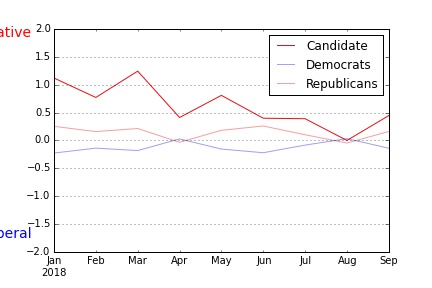 ative
2.0
1.5
1.0
0.5
0.0
−0.5
−1.0
−1.5
−2.0
beral
Candidate
Democrats
Republicans
Jan Feb Mar Apr May Jun Jul Aug Sep
2018